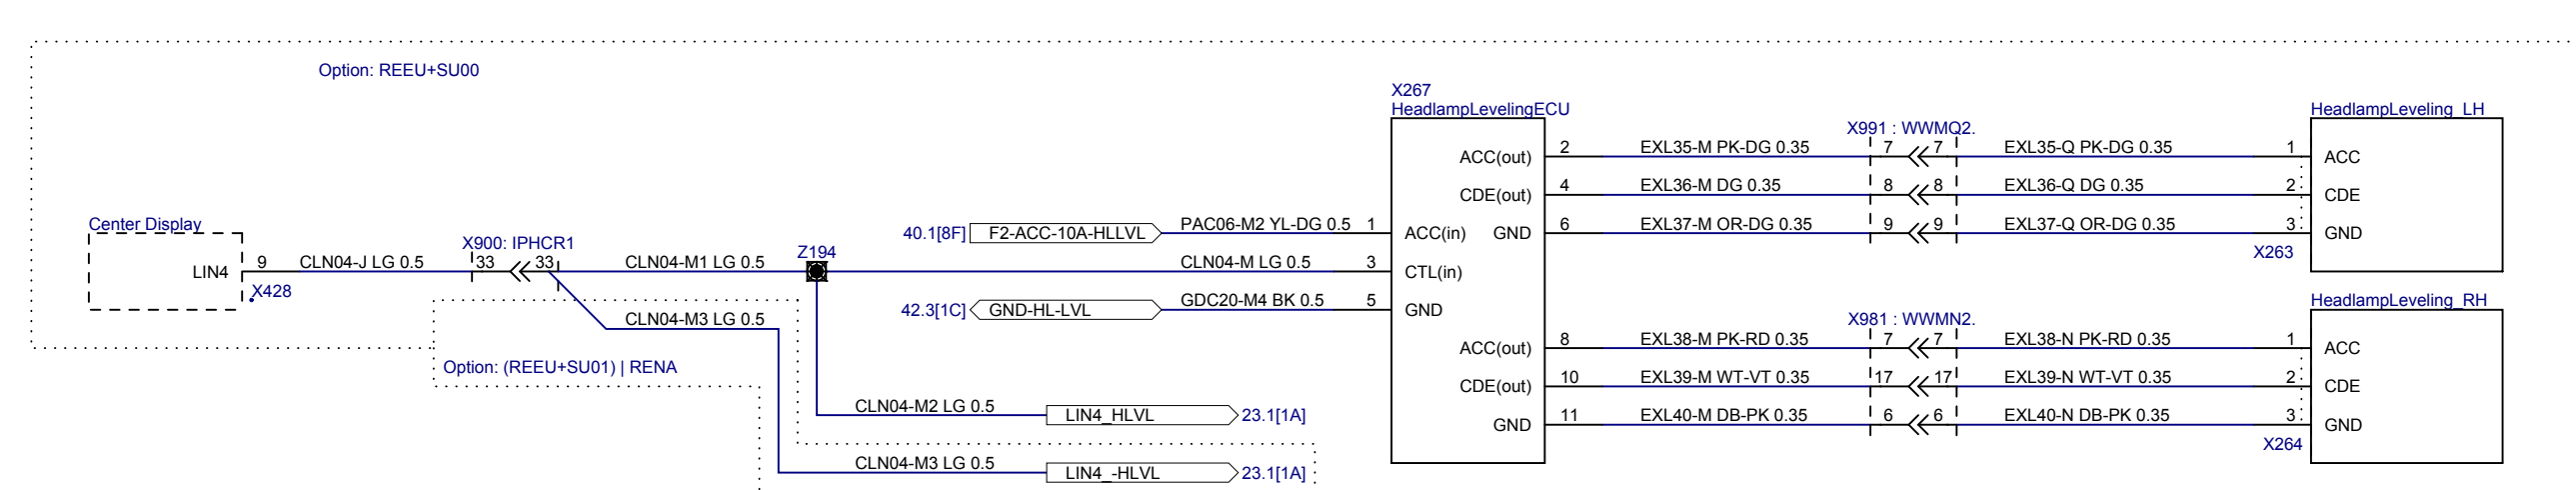 Option: REEU+SU00
X267
HeadlampLevelingECU
HeadlampLeveling_LH
X991 : WWMQ2.
ACC(out) 2 EXL35-M PK-DG 0.35 7 7 EXL35-Q PK-DG 0.35 1 ACC
CDE(out) 4 EXL36-M DG 0.35 8 8 EXL36-Q DG 0.35 2 CDE
Center Display
40.1[8F] F2-ACC-10A-HLLVL PAC06-M2 YL-DG 0.5 1 ACC(in) GND 6 EXL37-M OR-DG 0.35 9 9 EXL37-Q OR-DG 0.35 3 GND
X900: IPHCR1
Z194
X263
LIN4 9 CLN04-J LG 0.5 33 33 CLN04-M1 LG 0.5 CLN04-M LG 0.5 3 CTL(in)
X428
HeadlampLeveling_RH
42.3[1C] GND-HL-LVL GDC20-M4 BK 0.5 5 GND
CLN04-M3 LG 0.5
X981 : WWMN2.
ACC(out) 8 EXL38-M PK-RD 0.35 7 7 EXL38-N PK-RD 0.35 1 ACC
Option: (REEU+SU01) | RENA
CDE(out) 10 EXL39-M WT-VT 0.35 17 17 EXL39-N WT-VT 0.35 2 CDE
CLN04-M2 LG 0.5 LIN4_HLVL 23.1[1A]
GND 11 EXL40-M DB-PK 0.35 6 6 EXL40-N DB-PK 0.35 3 GND
X264
CLN04-M3 LG 0.5 LIN4_-HLVL 23.1[1A]